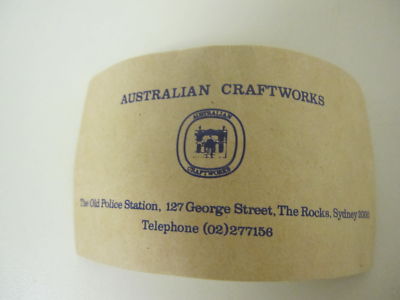 AUSTRALIAN CRAFTWORKS
AUSTRALIAN
CRAFTWORKS
The Old Police Station, 127 George Street, The Rocks, Sydney 2000
Telephone (02) 277156